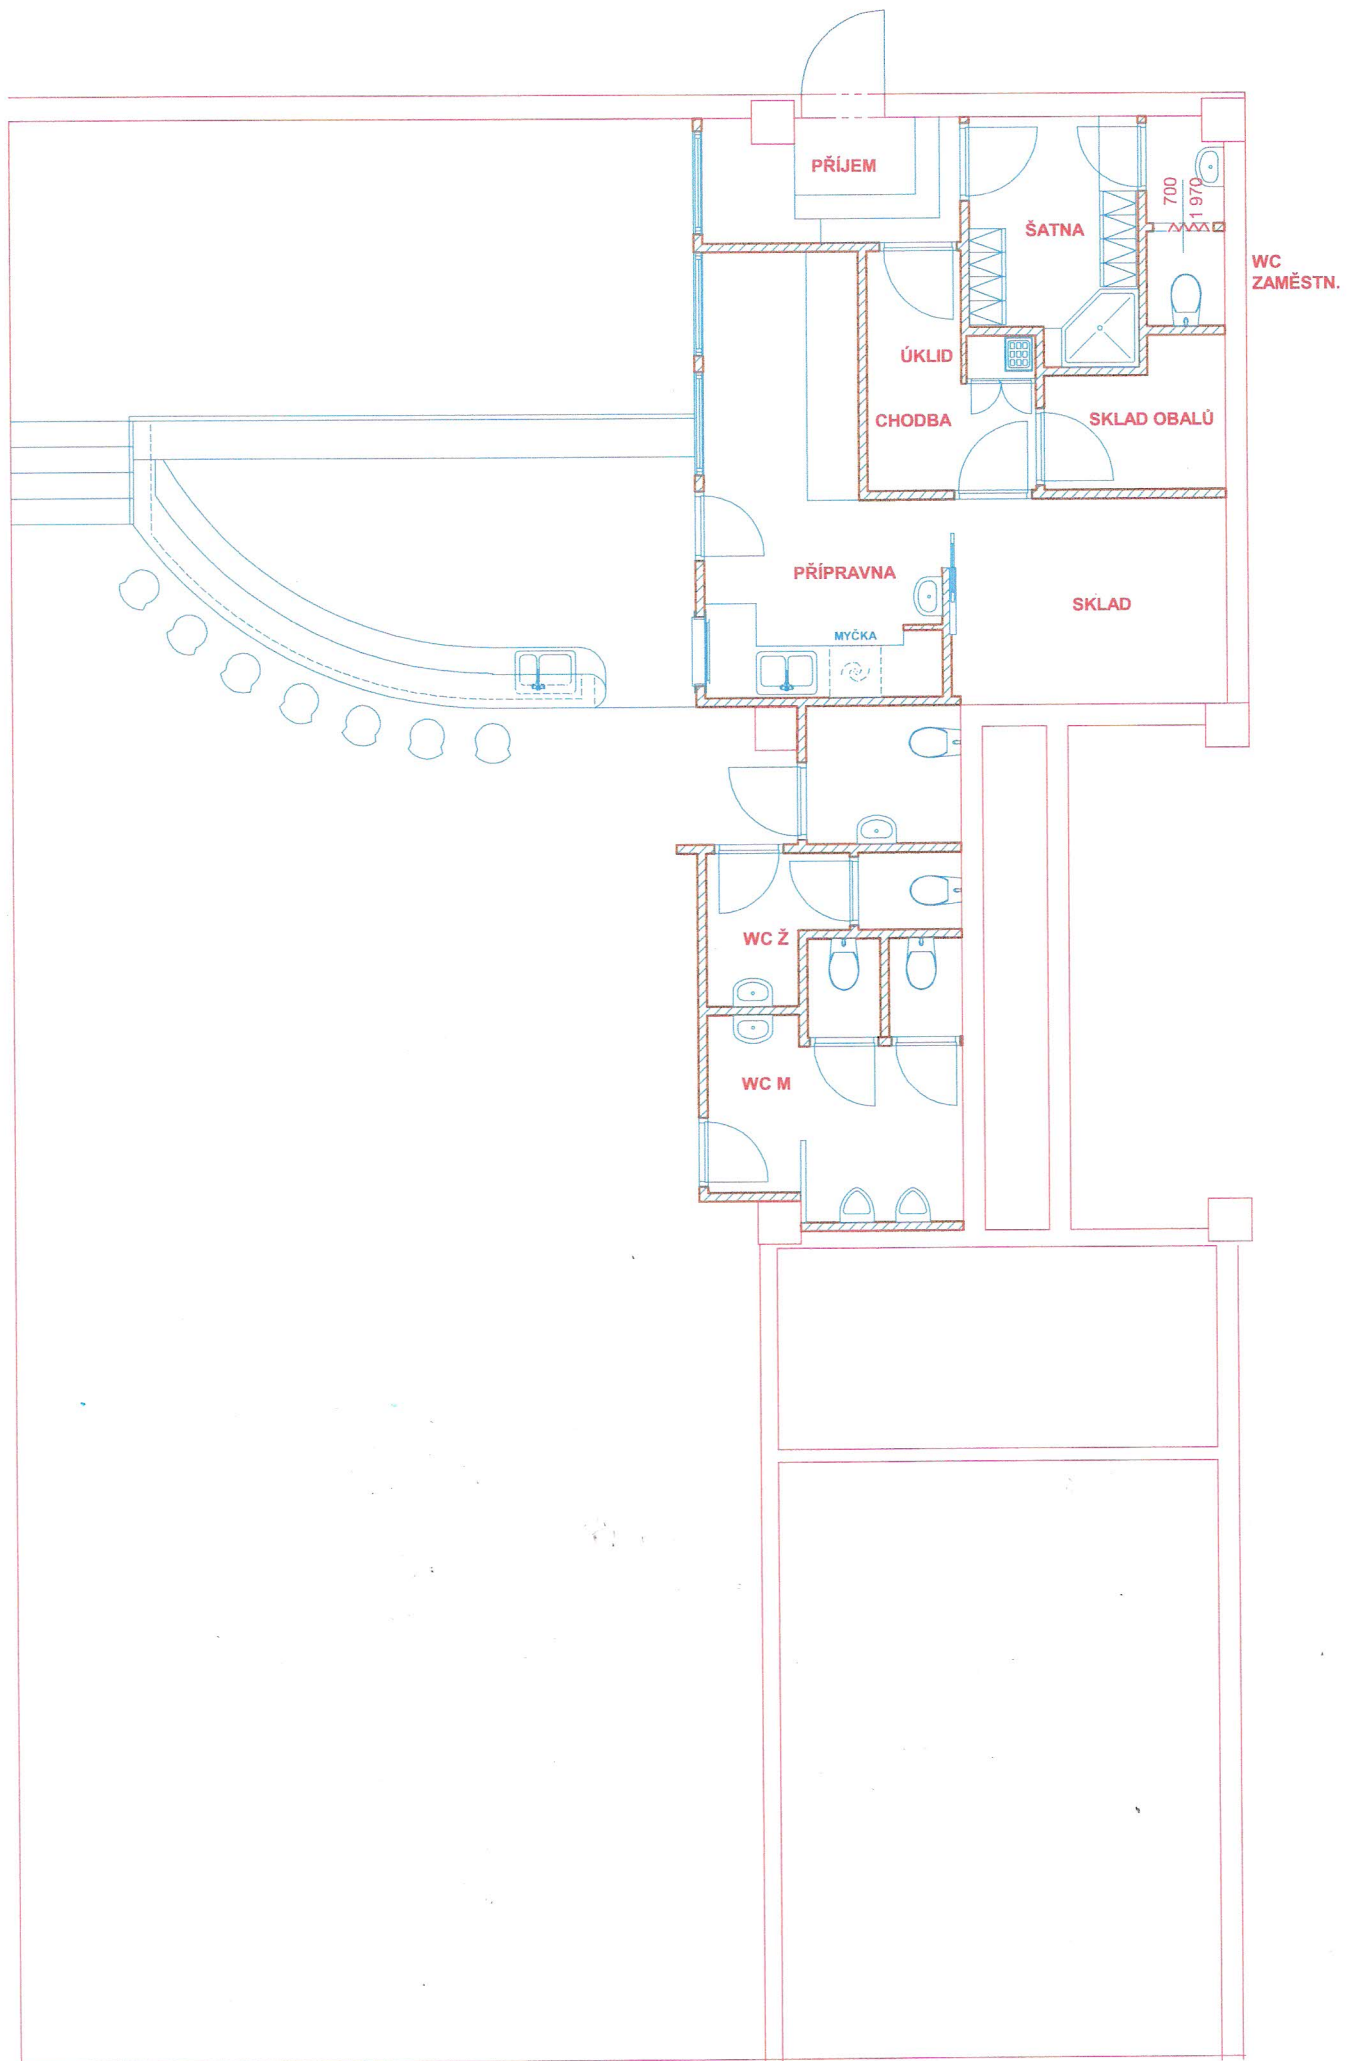 PŘÍJEM
700
1 970
ŠATNA
WC
ZAMĚSTN.
ÚKLID
CHODBA
SKLAD OBALŮ
PŘÍPRAVNA
SKLAD
MYČKA
WC Ž
WC M